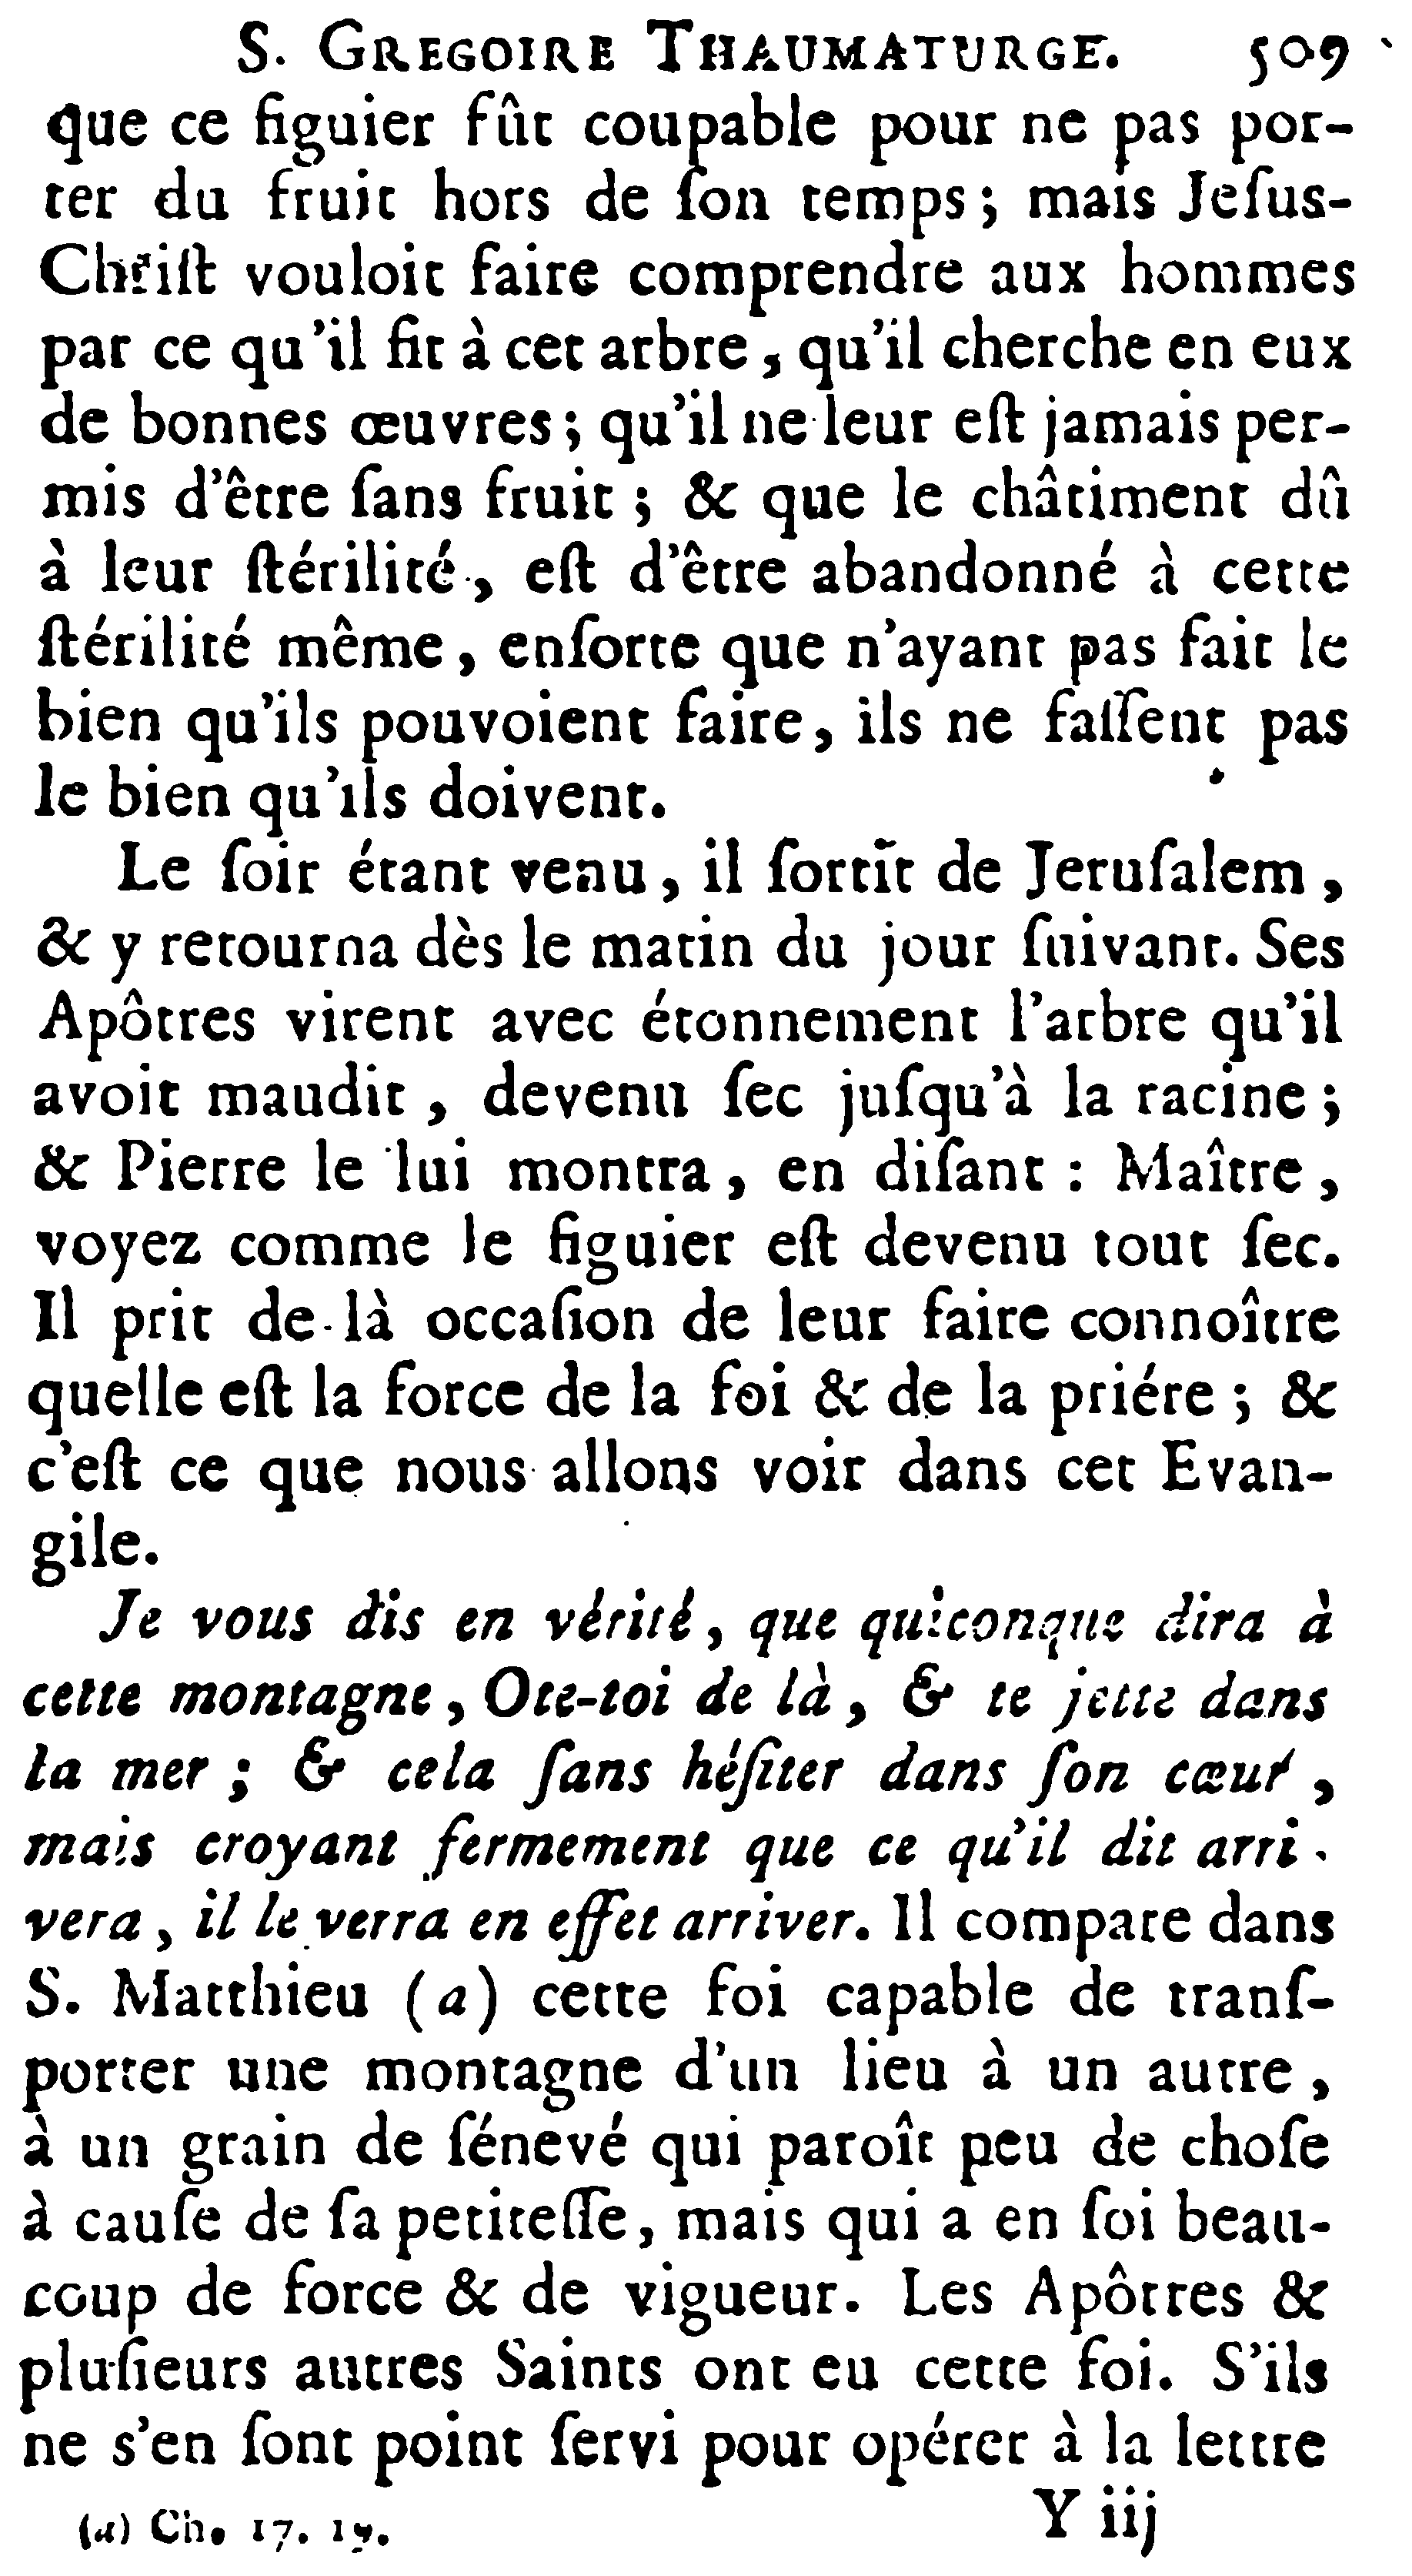 S. GREGOIRE THAUMATURGE. 509
que ce figuier fût coupable pour ne pas por-
ter du fruit hors de ſon temps; mais Jeſus-
Chriſt vouloit faire comprendre aux hommes
par ce qu'il fit à cet arbre, qu'il cherche en eux
de bonnes œuvres; qu'il ne leur eſt jamais per-
mis d'être ſans fruit; & que le châtiment dû
à leur ſtérilité, eſt d'être abandonné à cette
ſtérilité même, enſorte que n'ayant pas fait le
bien qu'ils pouvoient faire, ils ne faſſent pas
le bien qu'ils doivent.
Le ſoir étant venu, il ſortit de Jeruſalem,
& y retourna dès le matin du jour ſuivant. Ses
Apôtres virent avec étonnement l'arbre qu'il
avoit maudit, devenu ſec juſqu'à la racine;
& Pierre le lui montra, en diſant : Maître,
voyez comme le figuier eſt devenu tout ſec.
Il prit de-là occaſion de leur faire connoître
quelle eſt la force de la foi & de la priére; &
c'eſt ce que nous allons voir dans cet Evan-
gile.
Je vous dis en vérité, que quiconque dira à
cette montagne, Ote-toi de là, & te jette dans
la mer; & cela ſans héſiter dans ſon cœur,
mais croyant fermement que ce qu'il dit arri-
vera, il le verra en effet arriver. Il compare dans
S. Matthieu (a) cette foi capable de tranſ-
porter une montagne d'un lieu à un autre,
à un grain de ſénevé qui paroît peu de choſe
à cauſe de ſa petiteſſe, mais qui a en ſoi beau-
coup de force & de vigueur. Les Apôtres &
pluſieurs autres Saints ont eu cette foi. S'ils
ne s'en ſont point ſervi pour opérer à la lettre
(a) Ch. 17. 19.
Y iij